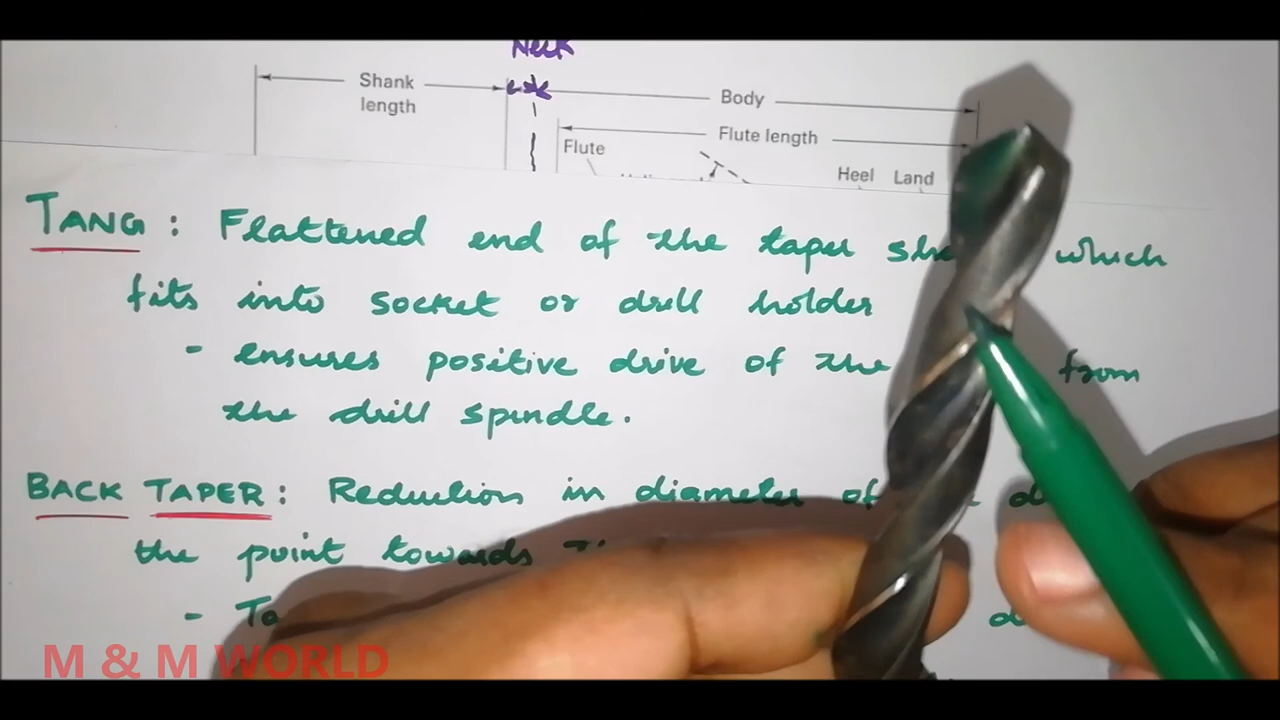 Neck
Shank length
Body
Flute length
Flute
Heel Land
TANG : Flattened end of the taper which
fits into socket or drill holder
- ensures positive drive of the from
the drill spindle.
BACK TAPER : Reduction in diameter of
the point towards
- To
M & M WORLD